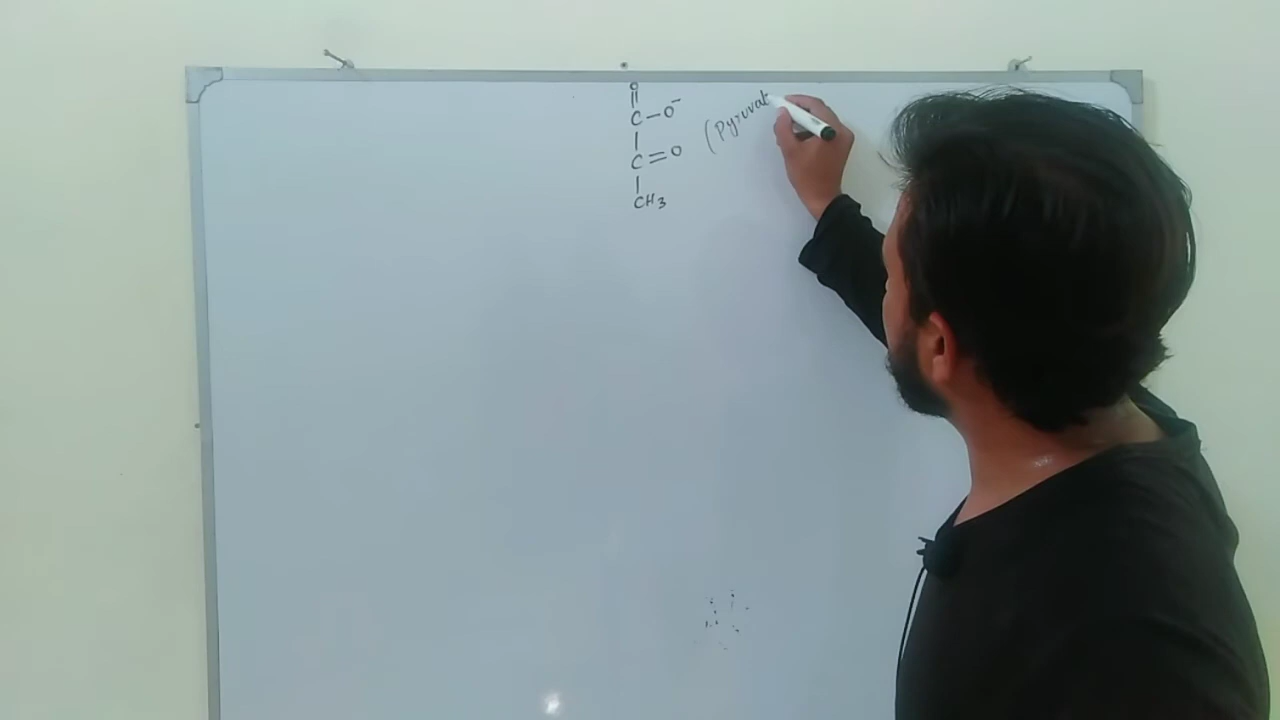 O
||
C–O⁻ (Pyruvat
|
C=O
|
CH3